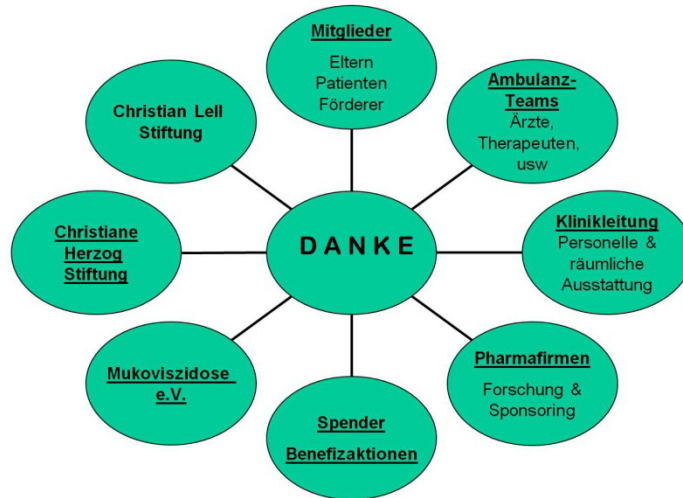 Mitglieder
Eltern
Patienten
Förderer
Ambulanz-
Teams
Ärzte,
Therapeuten,
usw
Klinikleitung
Personelle &
räumliche
Ausstattung
Pharmafirmen
Forschung &
Sponsoring
Spender
Benefizaktionen
Mukoviszidose
e.V.
Christiane
Herzog
Stiftung
Christian Lell
Stiftung
D A N K E